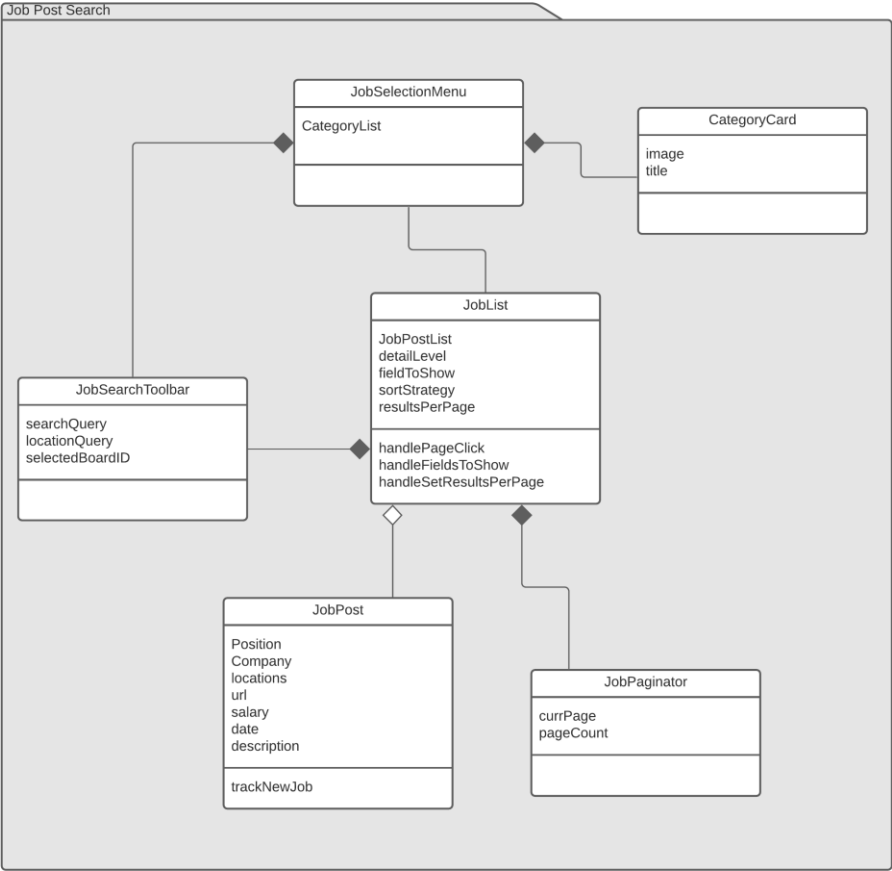 Job Post Search
JobSelectionMenu
CategoryList
CategoryCard
image
title
JobList
JobPostList
detailLevel
fieldToShow
sortStrategy
resultsPerPage
handlePageClick
handleFieldsToShow
handleSetResultsPerPage
JobSearchToolbar
searchQuery
locationQuery
selectedBoardID
JobPost
Position
Company
locations
url
salary
date
description
trackNewJob
JobPaginator
currPage
pageCount